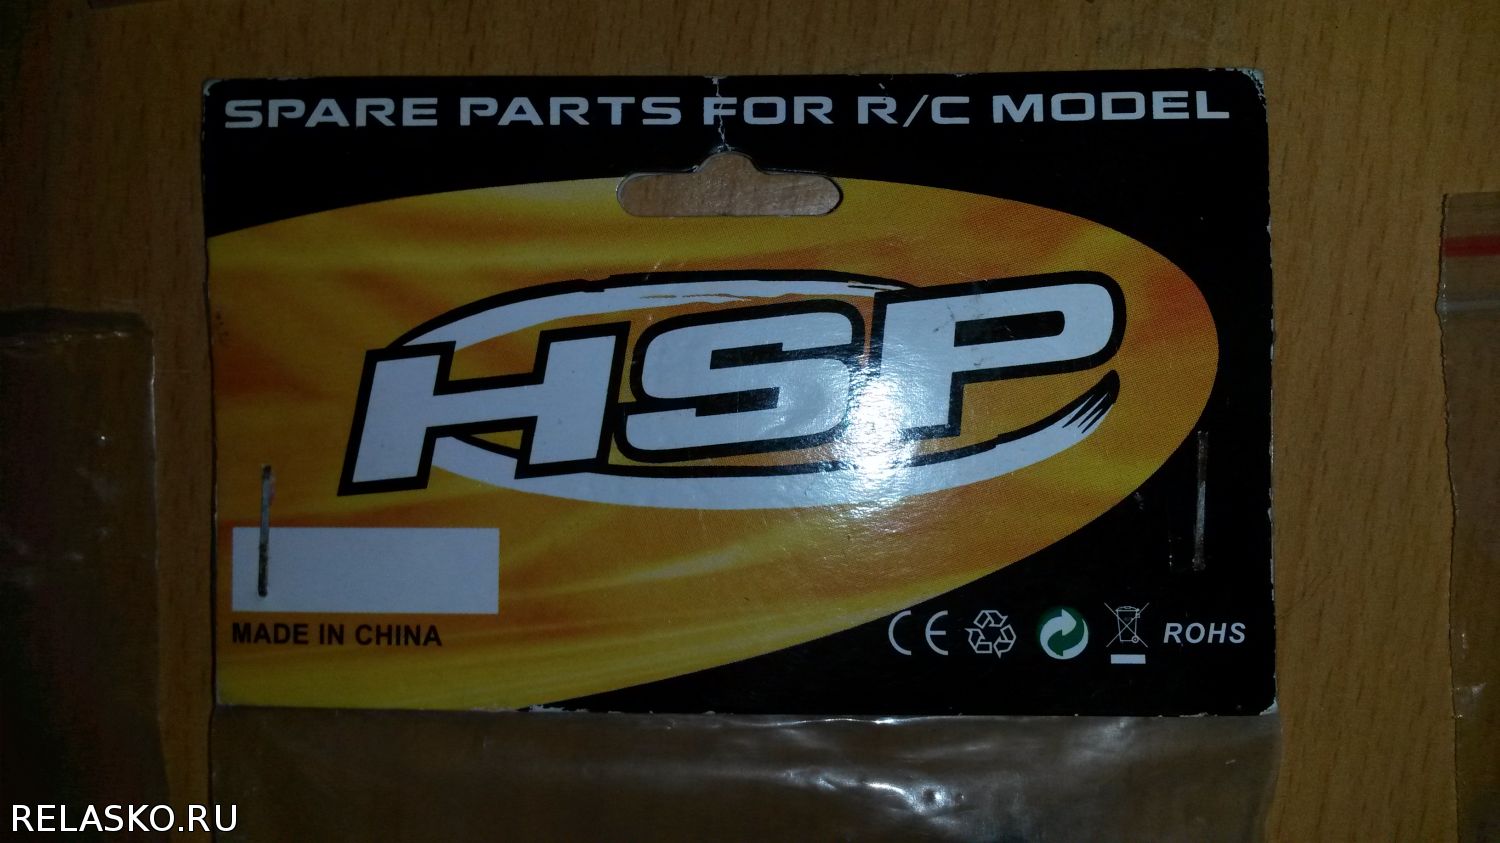 SPARE PARTS FOR R/C MODEL
HSP
MADE IN CHINA
CE ROHS
RELASKO.RU